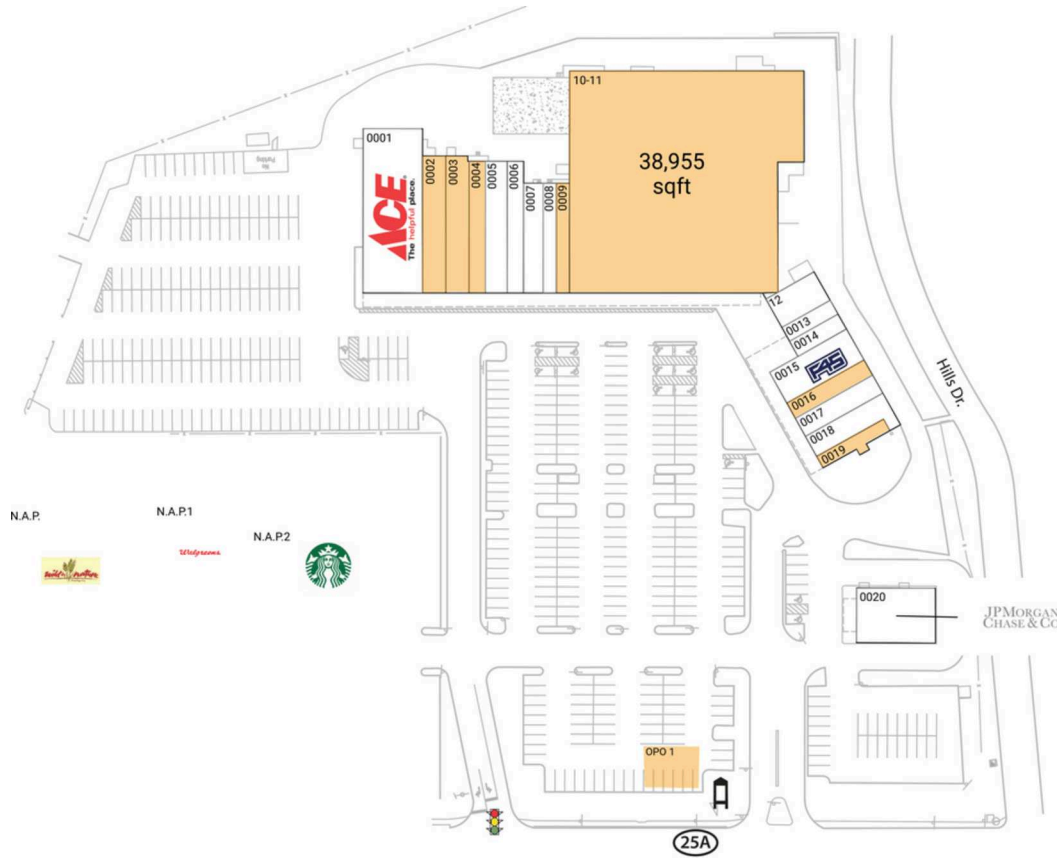 10-11
38,955
sqft
0001
ACE
The helpful place.
0002
0003
0004
0005
0006
0007
0008
0009
No
Parking
12
0013
0014
0015
F45
0016
0017
0018
0019
Hills Dr.
N.A.P.
N.A.P.1
Walgreens
N.A.P.2
0020
JPMORGAN
CHASE & CO
OPO 1
25A